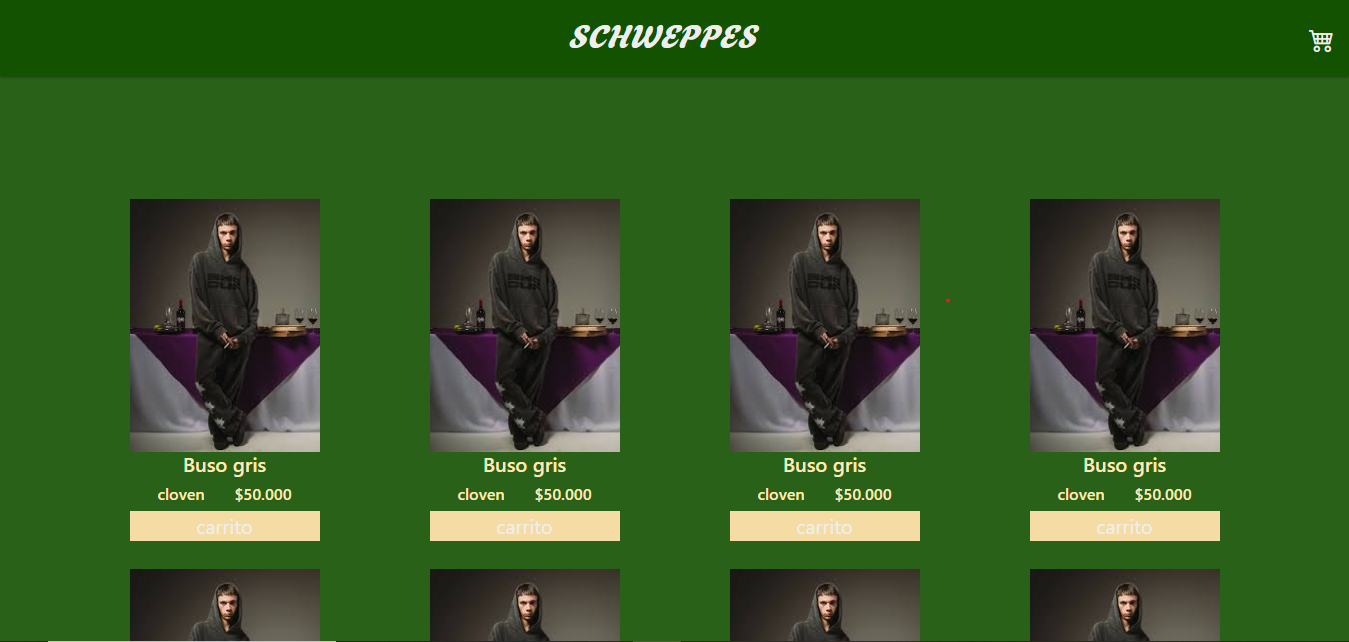 SCHWEPPES
Buso gris
cloven $50.000
carrito
Buso gris
cloven $50.000
carrito
Buso gris
cloven $50.000
carrito
Buso gris
cloven $50.000
carrito